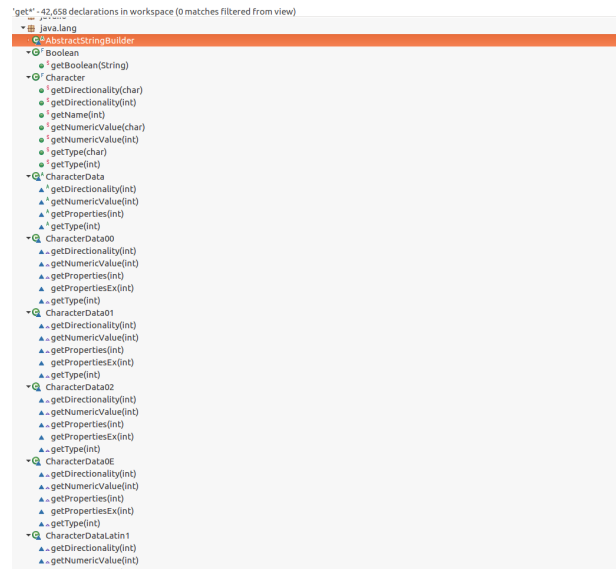 'get*' - 42,658 declarations in workspace (0 matches filtered from view)
java.lang
AbstractStringBuilder
Boolean
getBoolean(String)
Character
getDirectionality(char)
getDirectionality(int)
getName(int)
getNumericValue(char)
getNumericValue(int)
getType(char)
getType(int)
CharacterData
getDirectionality(int)
getNumericValue(int)
getProperties(int)
getType(int)
CharacterData00
getDirectionality(int)
getNumericValue(int)
getProperties(int)
getPropertiesEx(int)
getType(int)
CharacterData01
getDirectionality(int)
getNumericValue(int)
getProperties(int)
getPropertiesEx(int)
getType(int)
CharacterData02
getDirectionality(int)
getNumericValue(int)
getProperties(int)
getPropertiesEx(int)
getType(int)
CharacterData0E
getDirectionality(int)
getNumericValue(int)
getProperties(int)
getPropertiesEx(int)
getType(int)
CharacterDataLatin1
getDirectionality(int)
getNumericValue(int)